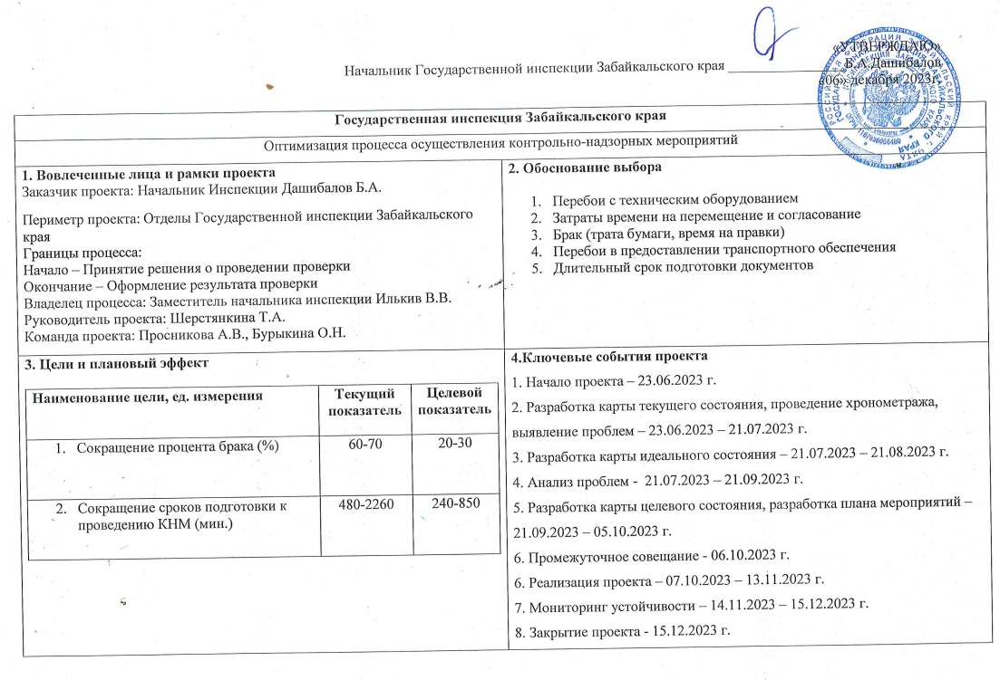 «УТВЕРЖДАЮ»
Начальник Государственной инспекции Забайкальского края ________________ Б.А.Дашибалов
«06» декабря 2023г.
Государственная инспекция Забайкальского края
Оптимизация процесса осуществления контрольно-надзорных мероприятий
1. Вовлеченные лица и рамки проекта
Заказчик проекта: Начальник Инспекции Дашибалов Б.А.
Периметр проекта: Отделы Государственной инспекции Забайкальского
края
Границы процесса:
Начало – Принятие решения о проведении проверки
Окончание – Оформление результата проверки
Владелец процесса: Заместитель начальника инспекции Илькив В.В.
Руководитель проекта: Шерстянкина Т.А.
Команда проекта: Просникова А.В., Бурыкина О.Н.
2. Обоснование выбора
1. Перебои с техническим оборудованием
2. Затраты времени на перемещение и согласование
3. Брак (трата бумаги, время на правки)
4. Перебои в предоставлении транспортного обеспечения
5. Длительный срок подготовки документов
3. Цели и плановый эффект
Наименование цели, ед. измерения
Текущий
показатель
Целевой
показатель
1. Сокращение процента брака (%)
60-70
20-30
2. Сокращение сроков подготовки к
проведению КНМ (мин.)
480-2260
240-850
4.Ключевые события проекта
1. Начало проекта – 23.06.2023 г.
2. Разработка карты текущего состояния, проведение хронометража,
выявление проблем – 23.06.2023 – 21.07.2023 г.
3. Разработка карты идеального состояния – 21.07.2023 – 21.08.2023 г.
4. Анализ проблем - 21.07.2023 – 21.09.2023 г.
5. Разработка карты целевого состояния, разработка плана мероприятий –
21.09.2023 – 05.10.2023 г.
6. Промежуточное совещание - 06.10.2023 г.
6. Реализация проекта – 07.10.2023 – 13.11.2023 г.
7. Мониторинг устойчивости – 14.11.2023 – 15.12.2023 г.
8. Закрытие проекта - 15.12.2023 г.